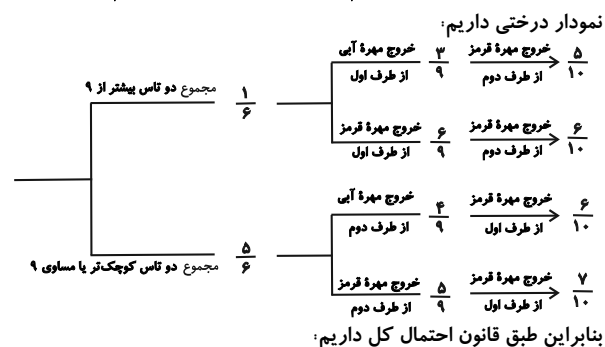 نمودار درختی داریم:
خروج مهرهٔ آبی از طرف اول ۳/۹ خروج مهرهٔ قرمز از طرف دوم ۵/۱۰
مجموع دو تاس بیشتر از ۹ ۱/۶
خروج مهرهٔ قرمز از طرف اول ۶/۹ خروج مهرهٔ قرمز از طرف دوم ۶/۱۰
خروج مهرهٔ آبی از طرف دوم ۴/۹ خروج مهرهٔ قرمز از طرف اول ۶/۱۰
مجموع دو تاس کوچک‌تر یا مساوی ۹ ۵/۶
خروج مهرهٔ قرمز از طرف دوم ۵/۹ خروج مهرهٔ قرمز از طرف اول ۷/۱۰
بنابراین طبق قانون احتمال کل داریم: